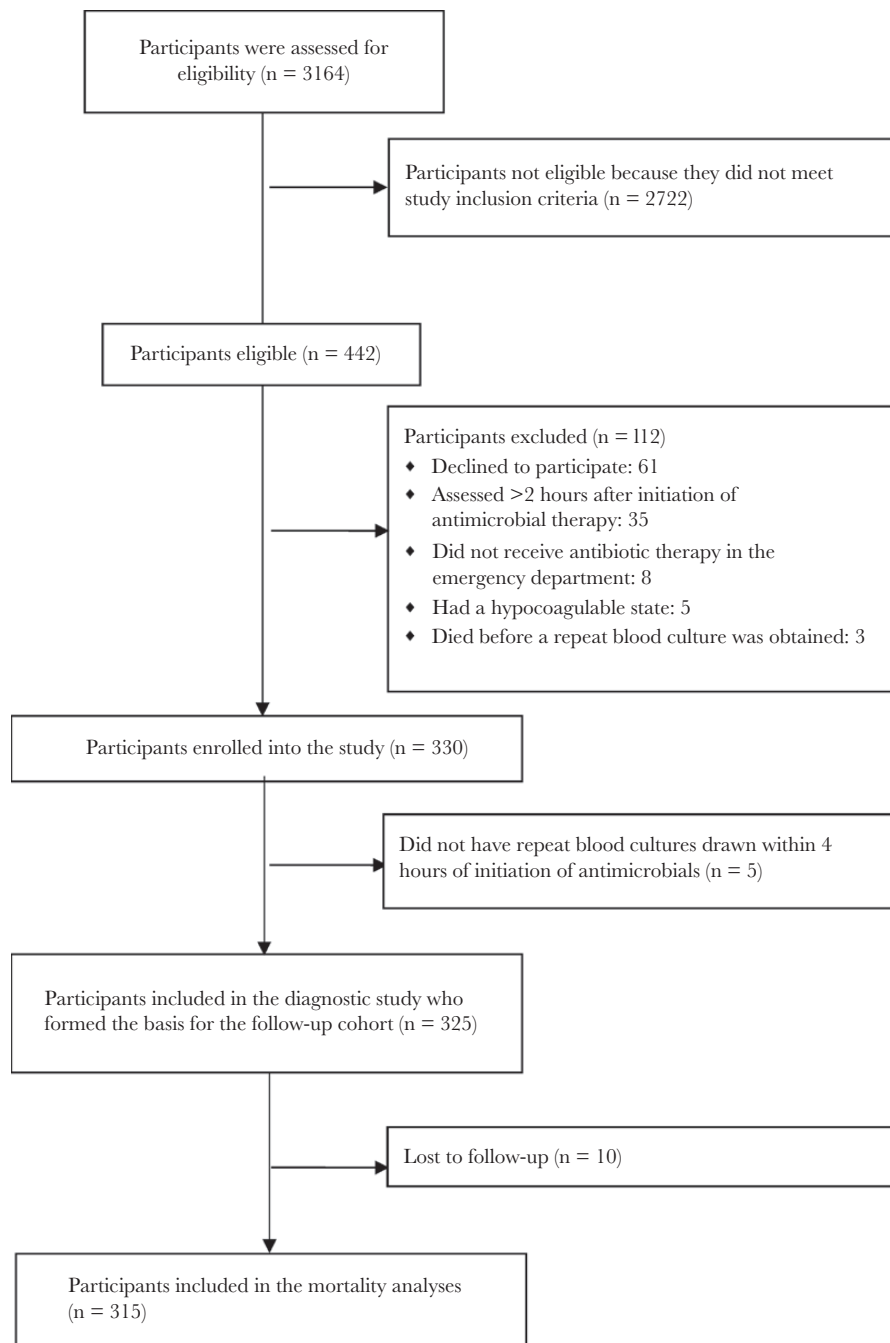 Participants were assessed for
eligibility (n = 3164)
Participants not eligible because they did not meet
study inclusion criteria (n = 2722)
Participants eligible (n = 442)
Participants excluded (n = 112)
♦ Declined to participate: 61
♦ Assessed >2 hours after initiation of
antimicrobial therapy: 35
♦ Did not receive antibiotic therapy in the
emergency department: 8
♦ Had a hypocoagulable state: 5
♦ Died before a repeat blood culture was obtained: 3
Participants enrolled into the study (n = 330)
Did not have repeat blood cultures drawn within 4
hours of initiation of antimicrobials (n = 5)
Participants included in the diagnostic study who
formed the basis for the follow-up cohort (n = 325)
Lost to follow-up (n = 10)
Participants included in the mortality analyses
(n = 315)